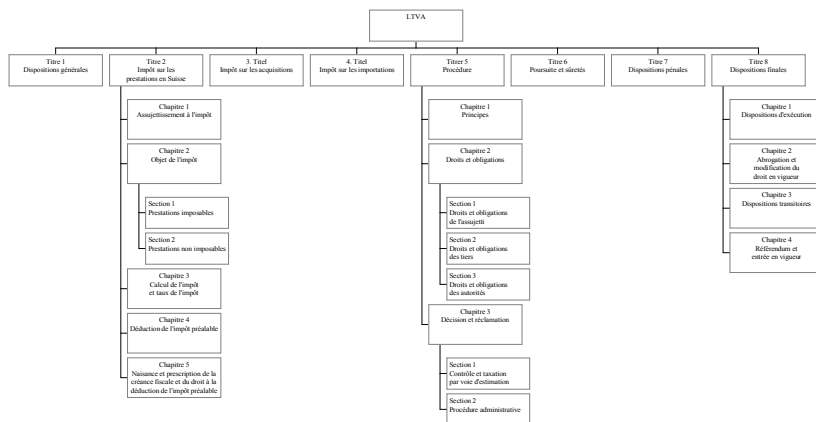 LTVA
Titre 1
Dispositions générales
Titre 2
Impôt sur les
prestations en Suisse
3. Titel
Impôt sur les acquisitions
4. Titel
Impôt sur les importations
Titrer 5
Procédure
Titre 6
Poursuite et sûretés
Titre 7
Dispositions pénales
Titre 8
Dispositions finales
Chapitre 1
Assujettissement à l'impôt
Chapitre 2
Objet de l'impôt
Section 1
Prestations imposables
Section 2
Prestations non imposables
Chapitre 3
Calcul de l'impôt
et taux de l'impôt
Chapitre 4
Déduction de l'impôt préalable
Chapitre 5
Naisance et prescription de la
créance fiscale et du droit à la
déduction de l'impôt préalable
Chapitre 1
Principes
Chapitre 2
Droits et obligations
Section 1
Droits et obligations
de l'assujetti
Section 2
Droits et obligations
des tiers
Section 3
Droits et obligations
des autorités
Chapitre 3
Décision et réclamation
Section 1
Contrôle et taxation
par voie d'estimation
Section 2
Procédure administrative
Chapitre 1
Dispositions d'exécution
Chapitre 2
Abrogation et
modification du
droit en vigueur
Chapitre 3
Dispositions transitoires
Chapitre 4
Référendum et
entrée en vigueur